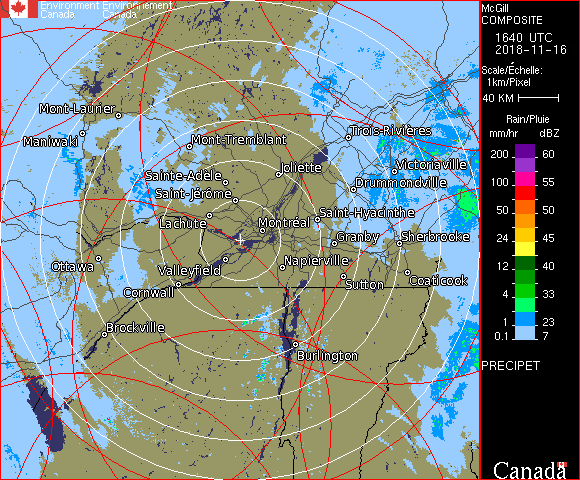 Environment Environnement
Canada Canada
McGill
COMPOSITE
1640 UTC
2018-11-16
Scale/Échelle:
1km/Pixel
40 KM
Rain/Pluie
mm/hr dBZ
200 60
150 57
100 55
50 50
24 45
12 40
4 33
1 23
0.1 7
PRECIPET
Canada
Mont-Laurier
Maniwaki
Mont-Tremblant
Trois-Rivières
Joliette
Victoriaville
Sainte-Adèle
Drummondville
Saint-Jérôme
Lachute
Saint-Hyacinthe
Montréal
Granby
Sherbrooke
Ottawa
Valleyfield
Napierville
Cornwall
Sutton
Coaticook
Brockville
Burlington